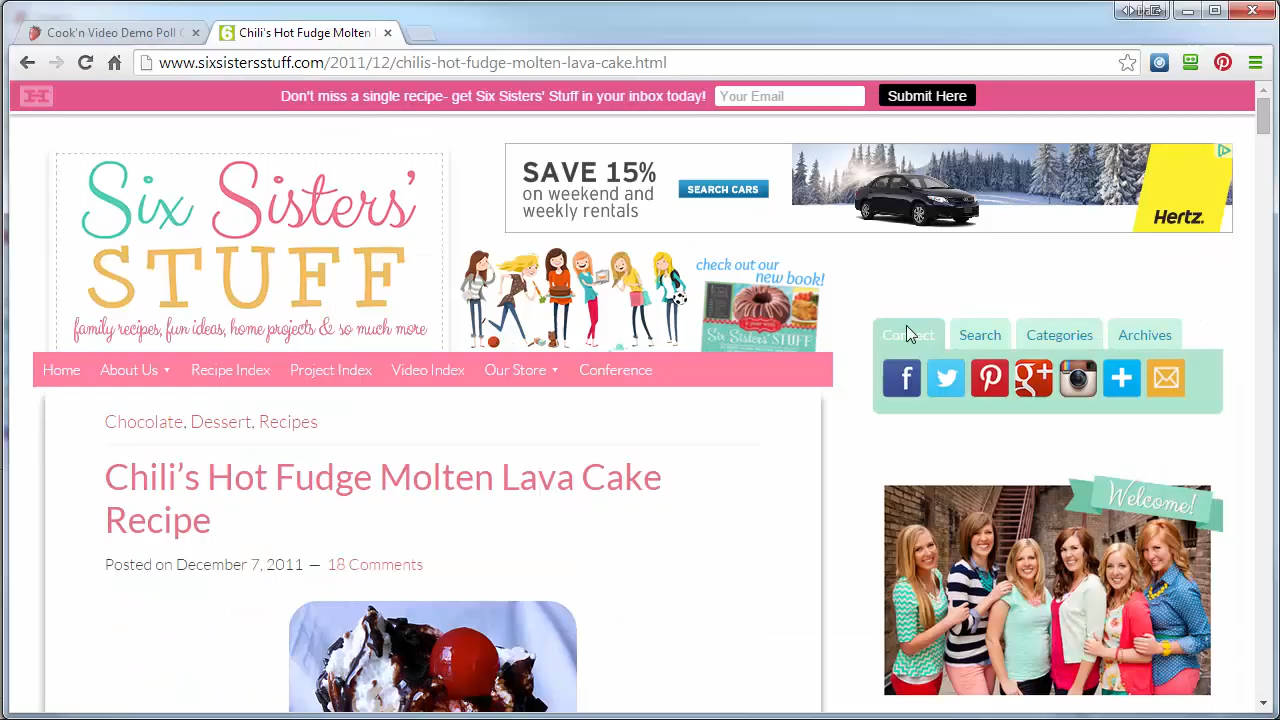 Cook'n Video Demo Poll
Chili's Hot Fudge Molten
www.sixsistersstuff.com/2011/12/chilis-hot-fudge-molten-lava-cake.html
Don't miss a single recipe- get Six Sisters' Stuff in your inbox today!
Your Email
Submit Here
Six Sisters'
STUFF
family recipes, fun ideas, home projects & so much more
SAVE 15%
on weekend and
weekly rentals
SEARCH CARS
Hertz.
check out our
new book!
Six Sisters' STUFF
Contact
Search
Categories
Archives
Home
About Us
Recipe Index
Project Index
Video Index
Our Store
Conference
Chocolate, Dessert, Recipes
Chili's Hot Fudge Molten Lava Cake
Recipe
Posted on December 7, 2011 — 18 Comments
Welcome!